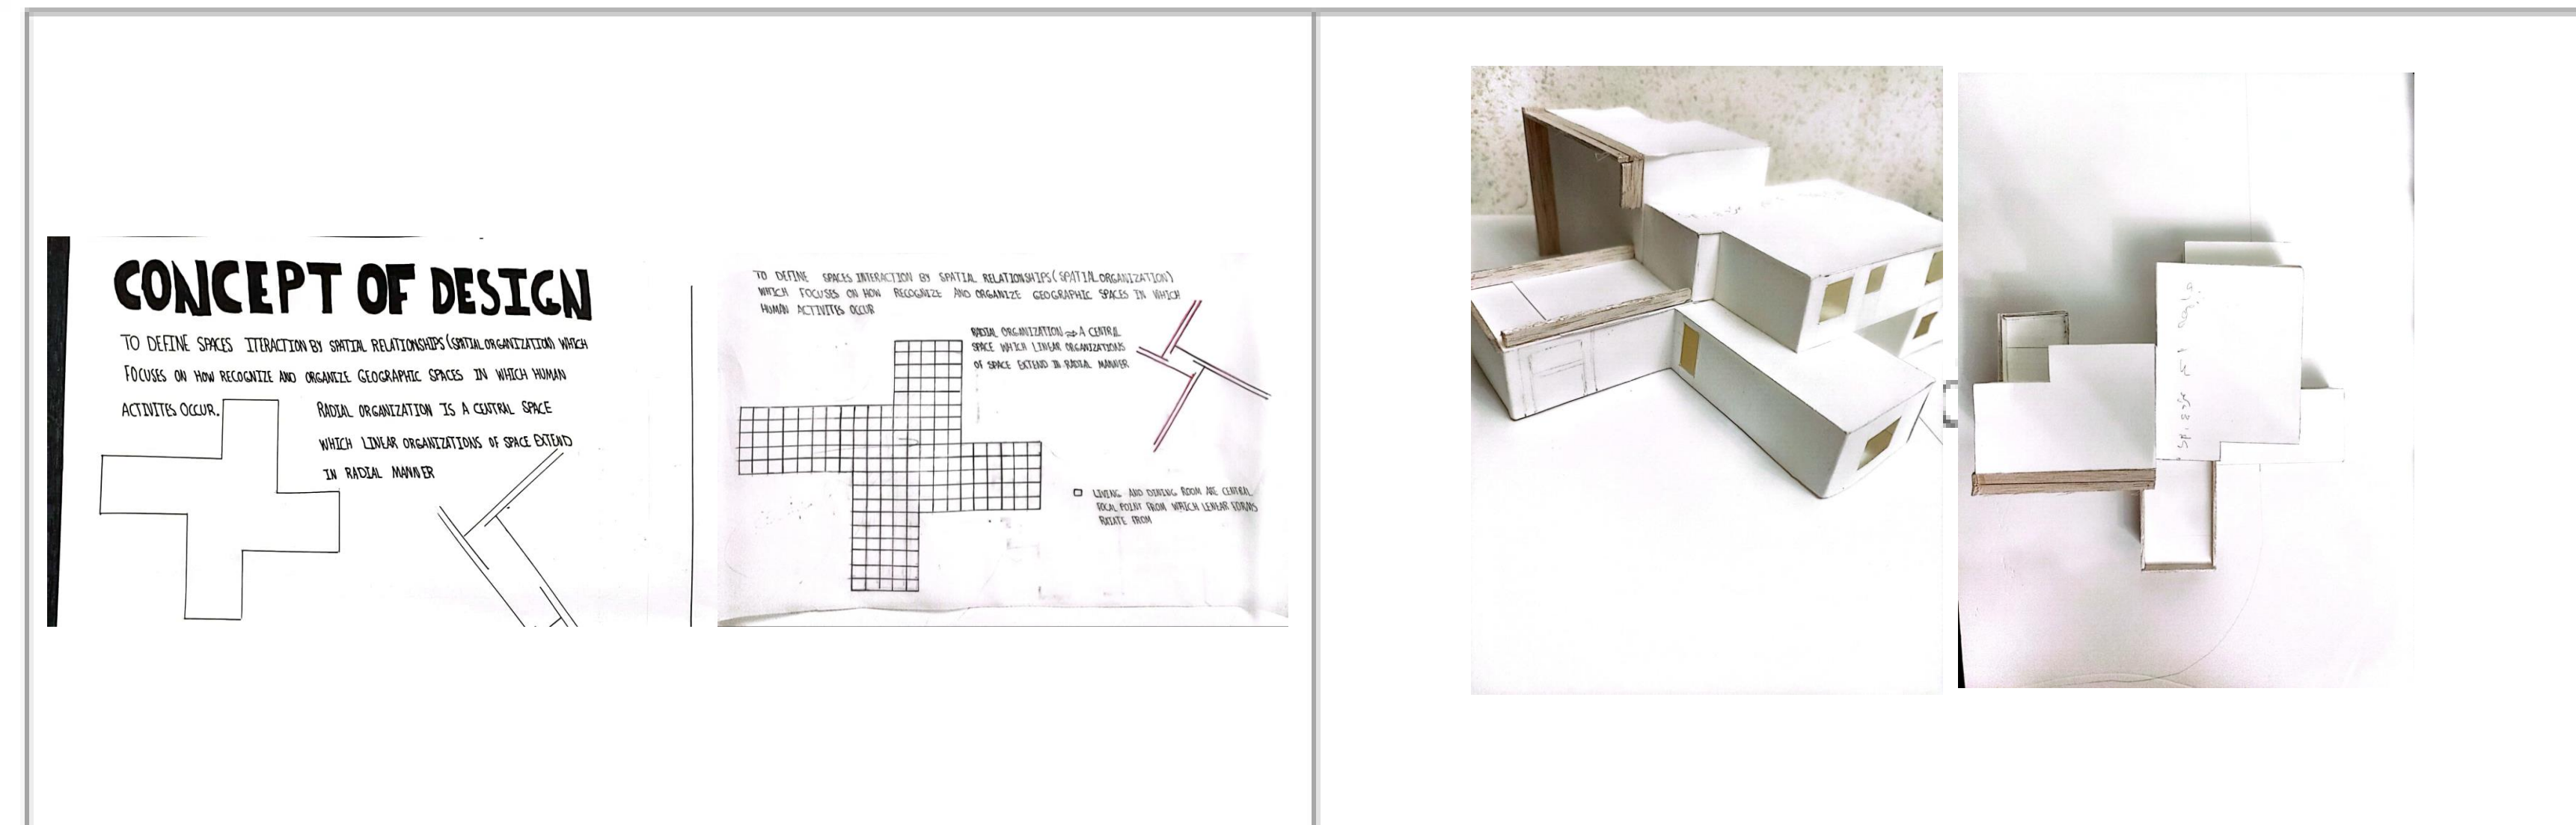 CONCEPT OF DESIGN
TO DEFINE SPACES ITERACTION BY SPATIAL RELATIONSHIPS (SPATIAL ORGANIZATION) WHICH
FOCUSES ON HOW RECOGNIZE AND ORGANIZE GEOGRAPHIC SPACES IN WHICH HUMAN
ACTIVITES OCCUR.
RADIAL ORGANIZATION IS A CENTRAL SPACE
WHICH LINEAR ORGANIZATIONS OF SPACE EXTEND
IN RADIAL MANNER
TO DEFINE SPACES INTERACTION BY SPATIAL RELATIONSHIPS (SPATIAL ORGANIZATION)
WHICH FOCUSES ON HOW RECOGNIZE AND ORGANIZE GEOGRAPHIC SPACES IN WHICH
HUMAN ACTIVITES OCCUR
RADIAL ORGANIZATION => A CENTRAL
SPACE WHICH LINEAR ORGANIZATIONS
OF SPACE EXTEND IN RADIAL MANNER
LIVING AND DINING ROOM ARE CENTRAL
FOCAL POINT FROM WHICH LENEAR FORMS
ROTATE FROM